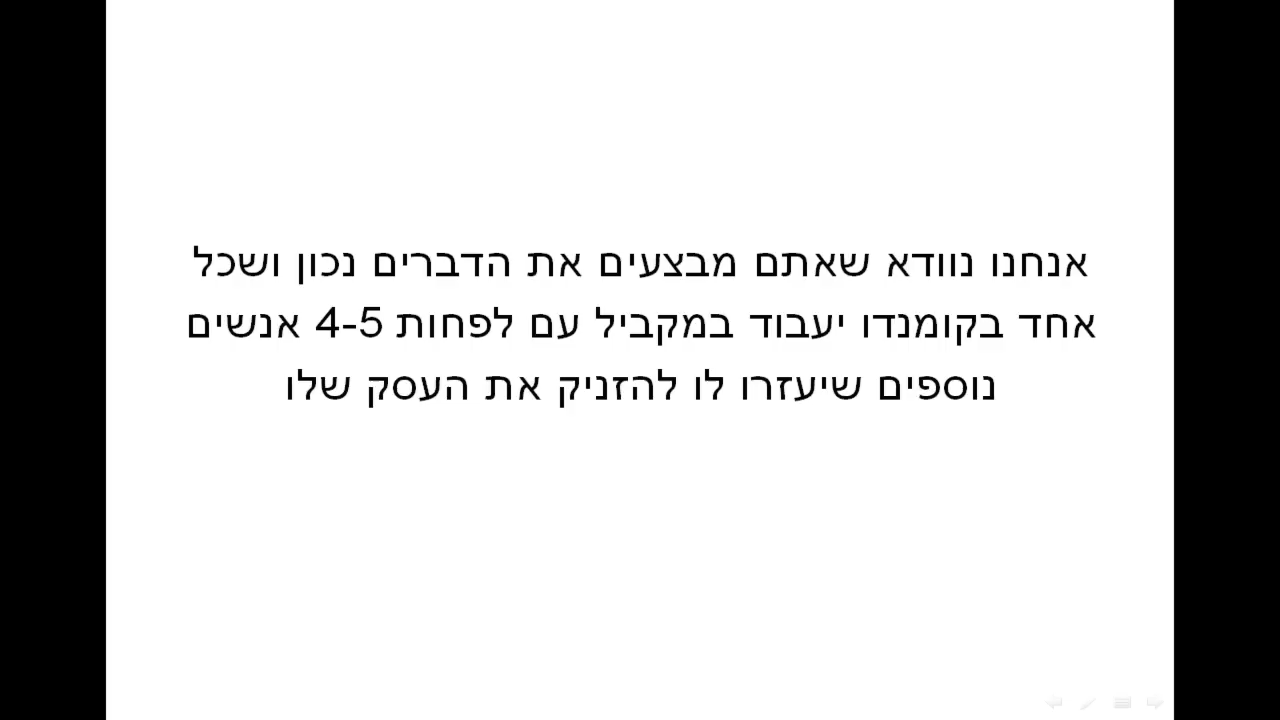 אנחנו נוודא שאתם מבצעים את הדברים נכון ושכל
אחד בקומנדו יעבוד במקביל עם לפחות 4-5 אנשים
נוספים שיעזרו לו להזניק את העסק שלו